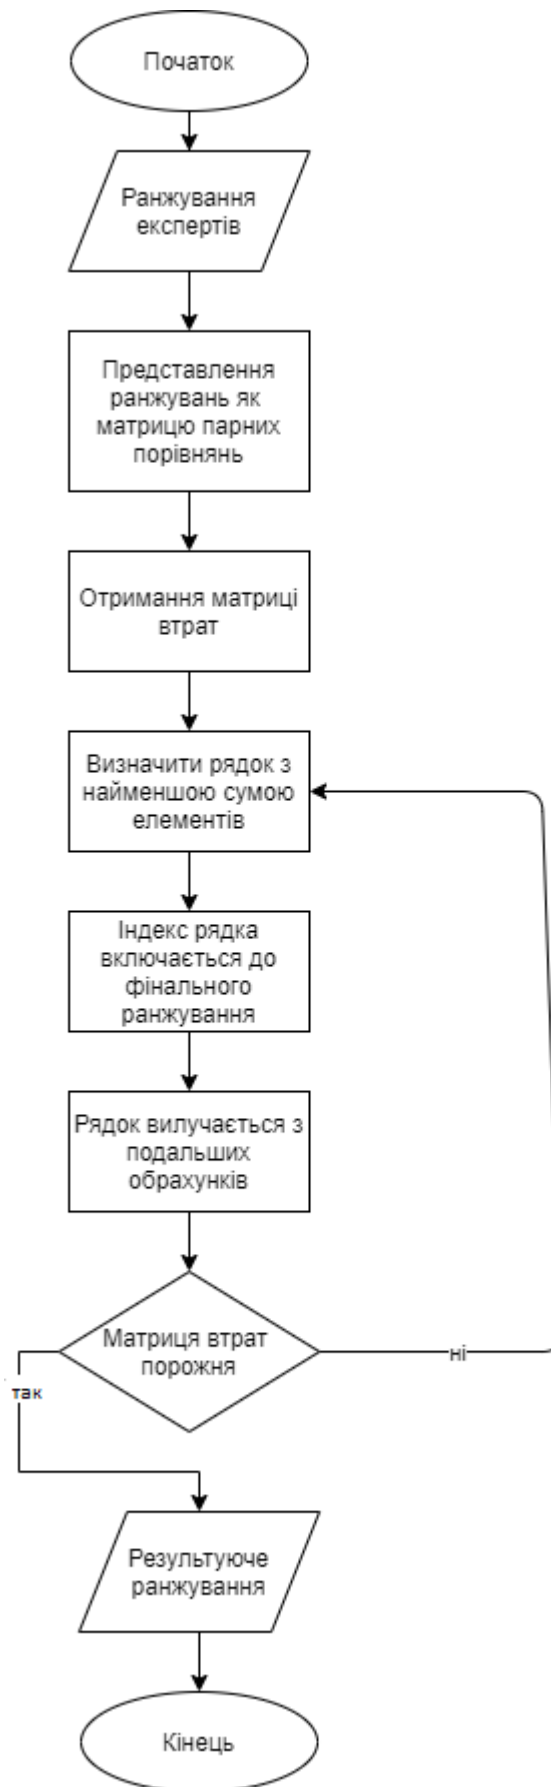 Початок
Ранжування
експертів
Представлення
ранжувань як
матрицю парних
порівнянь
Отримання матриці
втрат
Визначити рядок з
найменшою сумою
елементів
Індекс рядка
включається до
фінального
ранжування
Рядок вилучається з
подальших
обрахунків
Матриця втрат
порожня
ні
так
Результуюче
ранжування
Кінець